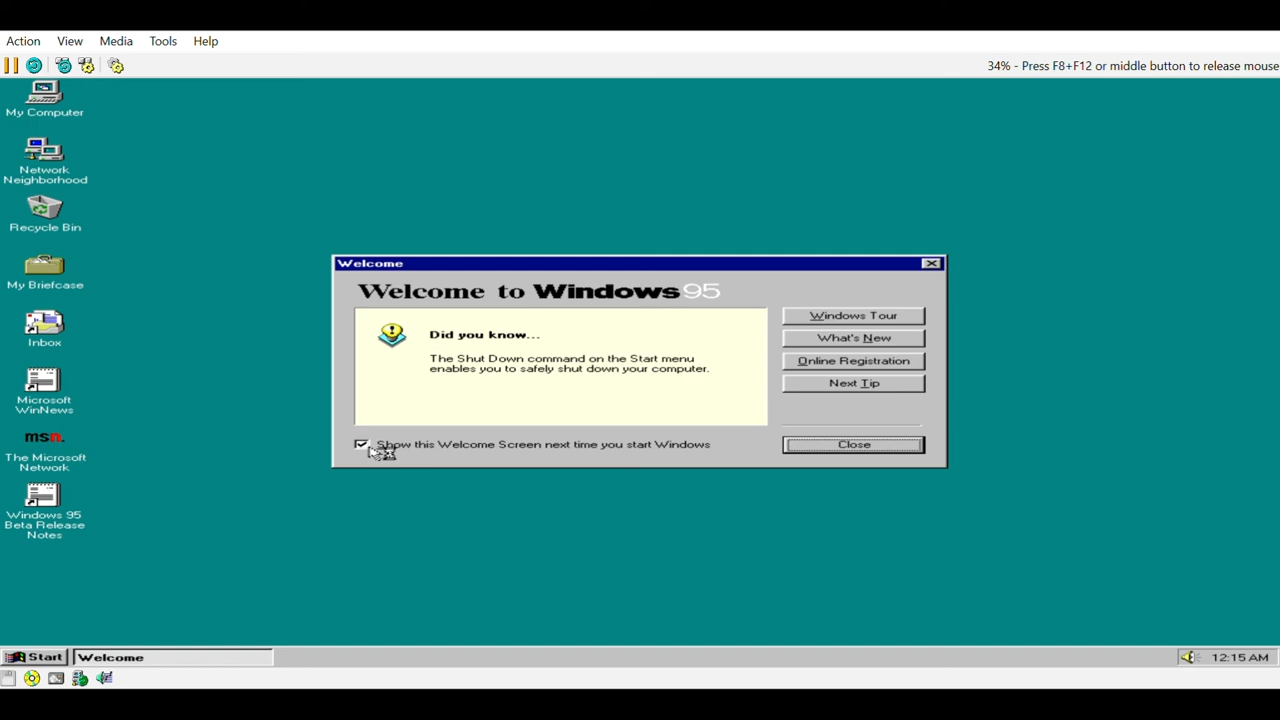 Action View Media Tools Help
34% - Press F8+F12 or middle button to release mouse
My Computer
Network
Neighborhood
Recycle Bin
My Briefcase
Inbox
Microsoft
WinNews
msn.
The Microsoft
Network
Windows 95
Beta Release
Notes
Welcome
Welcome to Windows 95
Did you know...
The Shut Down command on the Start menu
enables you to safely shut down your computer.
Windows Tour
What's New
Online Registration
Next Tip
Show this Welcome Screen next time you start Windows
Close
Start Welcome 12:15 AM